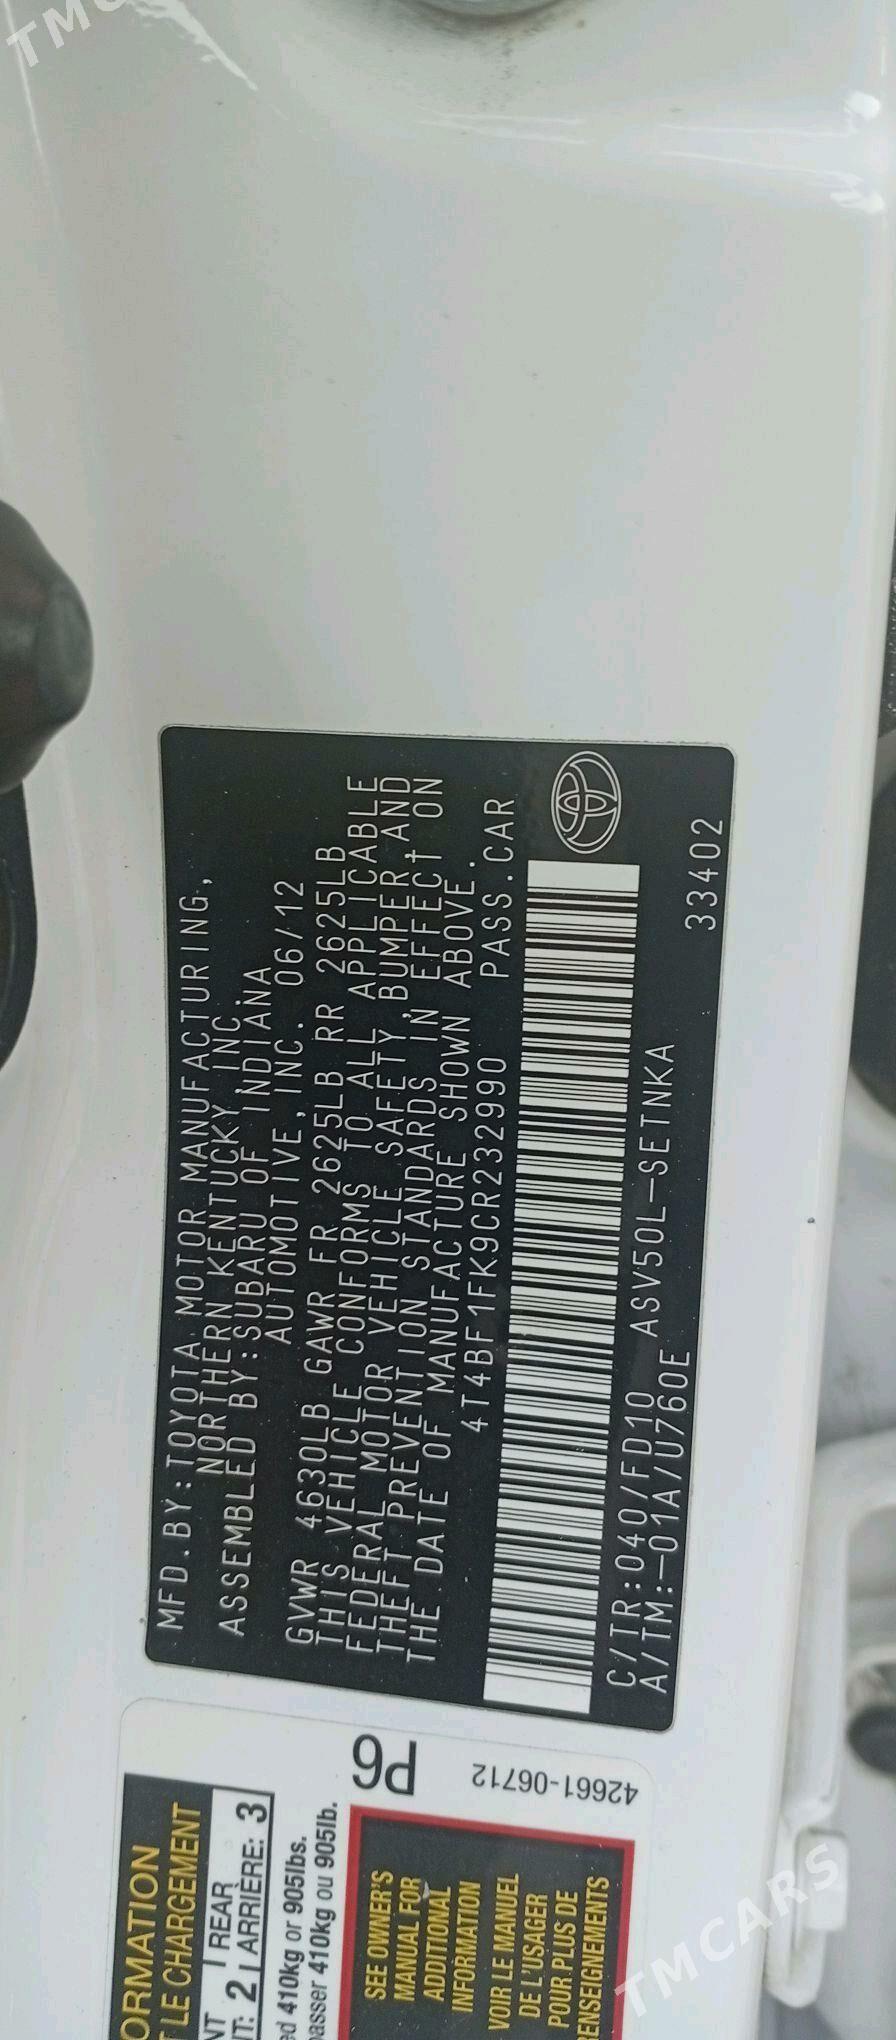 MFD.BY:TOYOTA MOTOR MANUFACTURING,
NORTHERN KENTUCKY INC.
ASSEMBLED BY:SUBARU OF INDIANA
AUTOMOTIVE,INC. 06/12
GVWR 4630LB GAWR FR 2625LB RR 2625LB
THIS VEHICLE CONFORMS TO ALL APPLICABLE
FEDERAL MOTOR VEHICLE SAFETY,BUMPER,AND
THEFT PREVENTION STANDARDS IN EFFECT ON
THE DATE OF MANUFACTURE SHOWN ABOVE.
4T4BF1FK9CR232990 PASS.CAR
C/TR:040/FD10 ASV50L-SETNKA
A/TM:-01A/U760E 33402
ORMATION
LE CHARGEMENT
REAR
2 ARRIÈRE: 3
410kg or 905lbs.
410kg ou 905lb.
P6
42661-06712
SEE OWNER'S
MANUAL FOR
ADDITIONAL
INFORMATION
VOIR LE MANUEL
DE L'USAGER
POUR PLUS DE
RENSEIGNEMENTS
TMCARS